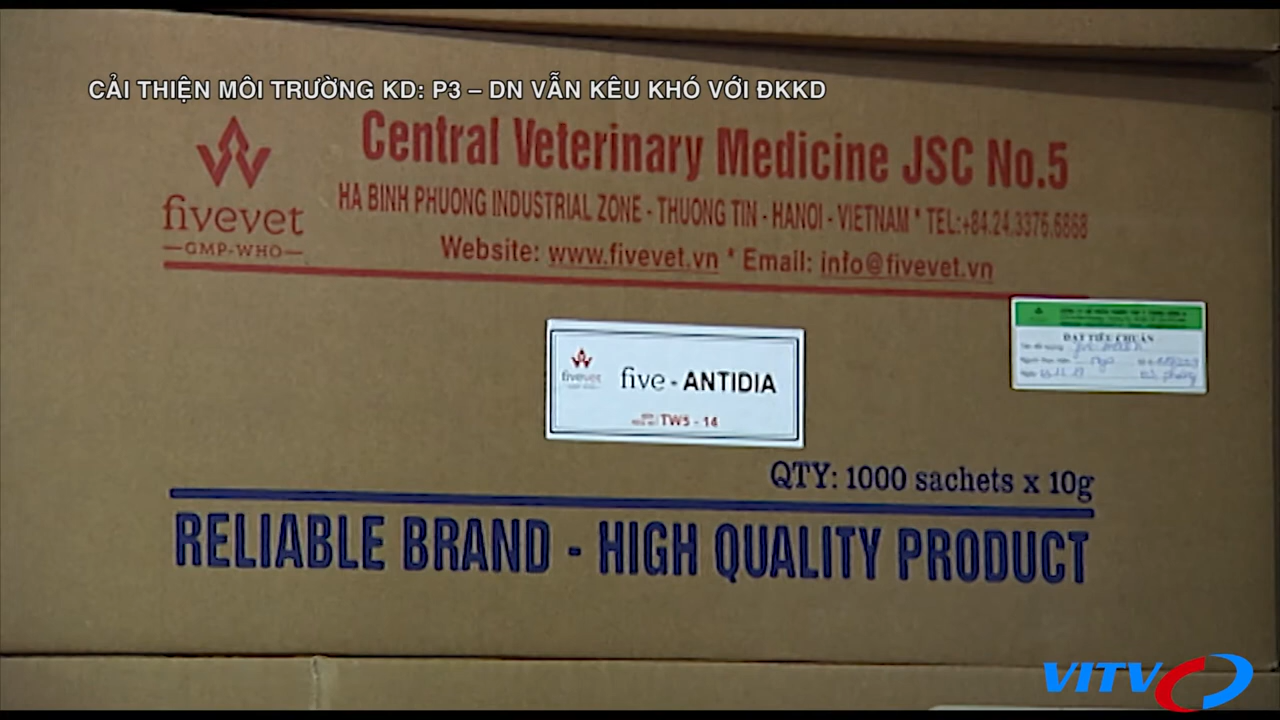 CẢI THIỆN MÔI TRƯỜNG KD: P3 – DN VẪN KÊU KHÓ VỚI ĐKKD
Central Veterinary Medicine JSC No.5
HA BINH PHUONG INDUSTRIAL ZONE - THUONG TIN - HANOI - VIETNAM * TEL:+84.24.3376.6868
fivevet
GMP-WHO
Website: www.fivevet.vn * Email: info@fivevet.vn
ĐẠT TIÊU CHUẨN
fivevet
five - ANTIDIA
TW5 - 14
QTY: 1000 sachets x 10g
RELIABLE BRAND - HIGH QUALITY PRODUCT
VITV